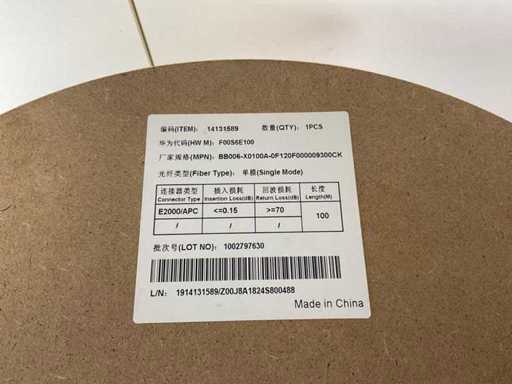 编码(ITEM): 14131589 数量(QTY): 1PCS
华为代码(HW M): F00S6E100
厂家规格(MPN): BB006-X0100A-0F120F000009300CK
光纤类型(Fiber Type): 单模(Single Mode)
连接器类型 插入损耗 回波损耗 长度
Connector Type Insertion Loss(dB) Return Loss(dB) Length(M)
E2000/APC <=0.15 >=70 100
/ / /
批次号(LOT NO): 1002797630
L/N: 1914131589/Z00J8A1824S800488
Made in China